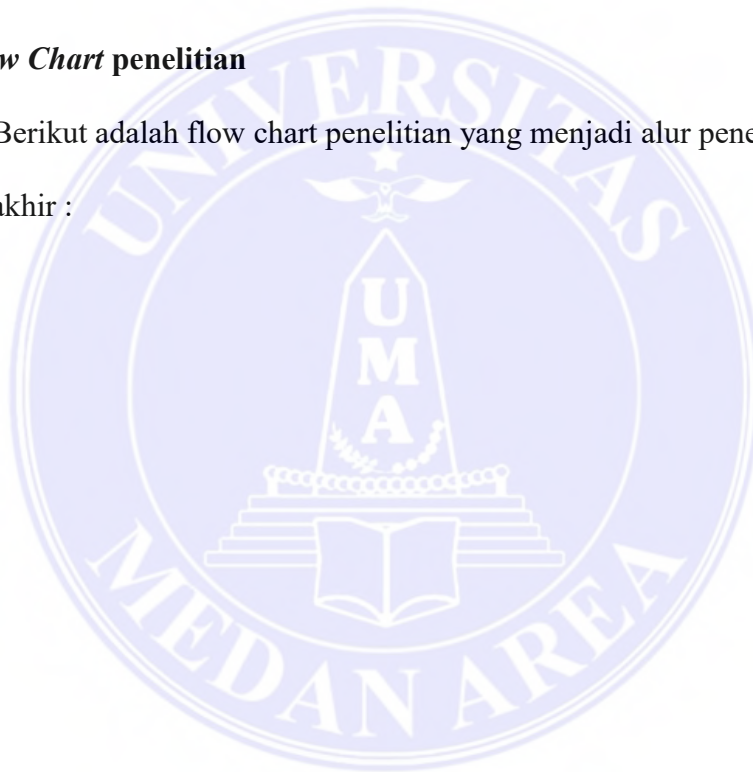 w Chart penelitian
Berikut adalah flow chart penelitian yang menjadi alur pene
akhir :
UNIVERSITAS
U
M
A
MEDAN AREA